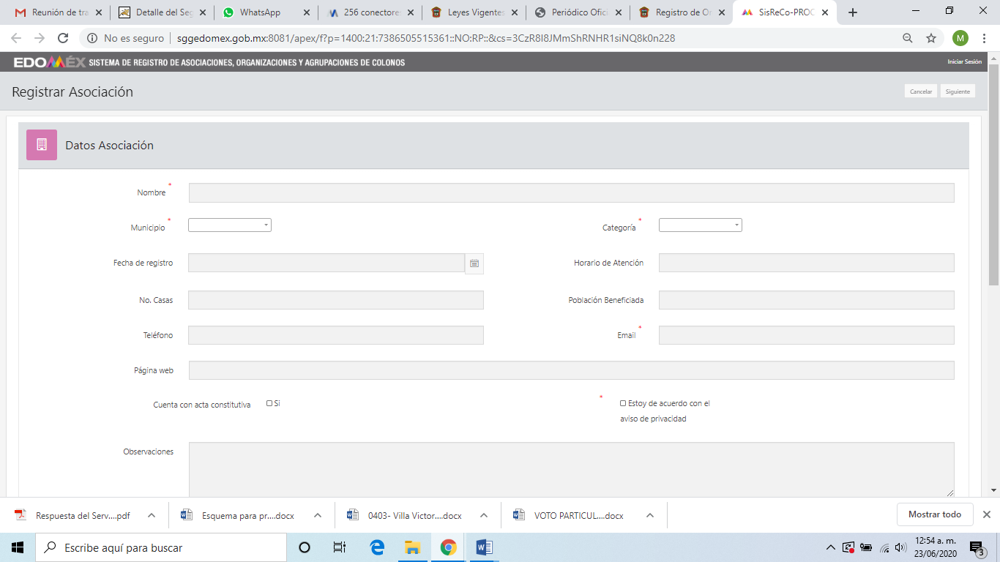 Reunión de tra
Detalle del Seg
WhatsApp
256 conectores
Leyes Vigentes
Periódico Ofici
Registro de Or
SisReCo-PROC
No es seguro
sggedomex.gob.mx:8081/apex/f?p=1400:21:7386505515361::NO:RP::&cs=3CzR8I8JMmShRNHR1siNQ8k0n228
M
EDOMÉX SISTEMA DE REGISTRO DE ASOCIACIONES, ORGANIZACIONES Y AGRUPACIONES DE COLONOS
Iniciar Sesión
Registrar Asociación
Cancelar
Siguiente
Datos Asociación
Nombre *
Municipio *
Categoría *
Fecha de registro
Horario de Atención
No. Casas
Población Beneficiada
Teléfono
Email *
Página web
Cuenta con acta constitutiva
Si
* Estoy de acuerdo con el
aviso de privacidad
Observaciones
Respuesta del Serv....pdf
Esquema para pr....docx
0403- Villa Victor....docx
VOTO PARTICUL....docx
Mostrar todo
Escribe aquí para buscar
12:54 a. m.
23/06/2020
3